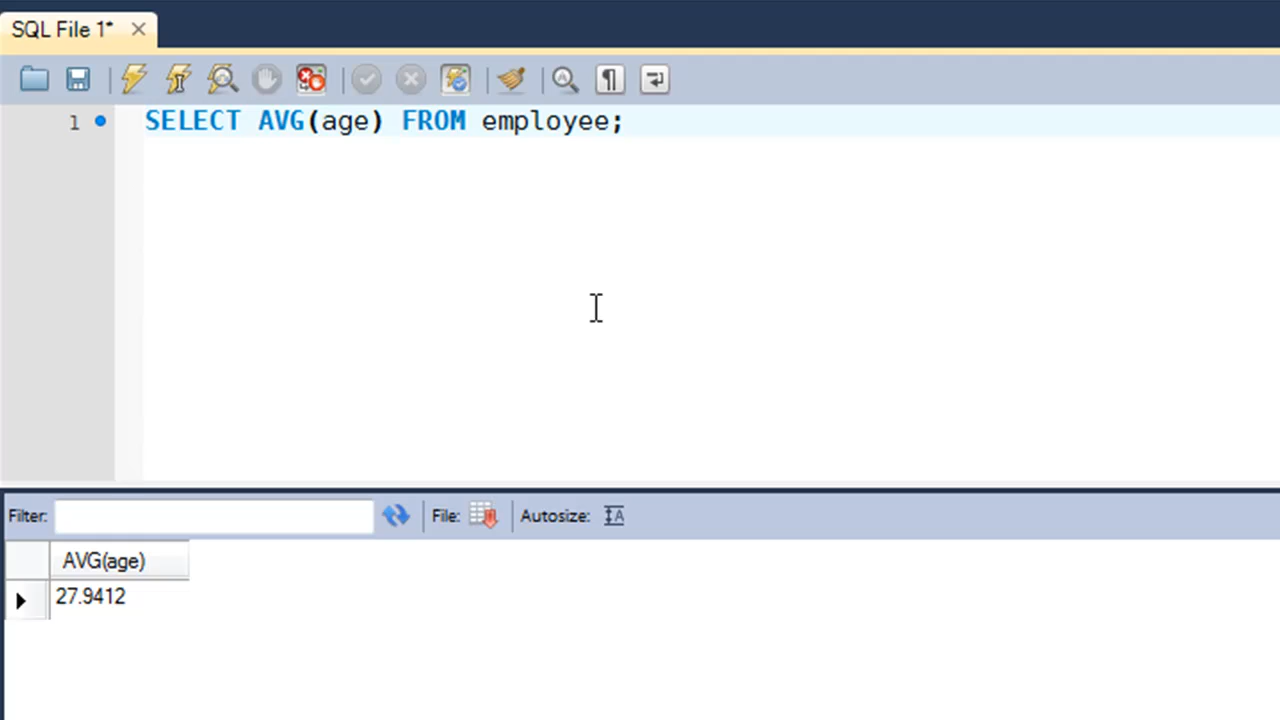 SQL File 1*
1 SELECT AVG(age) FROM employee;
Filter: File: Autosize:
AVG(age)
27.9412